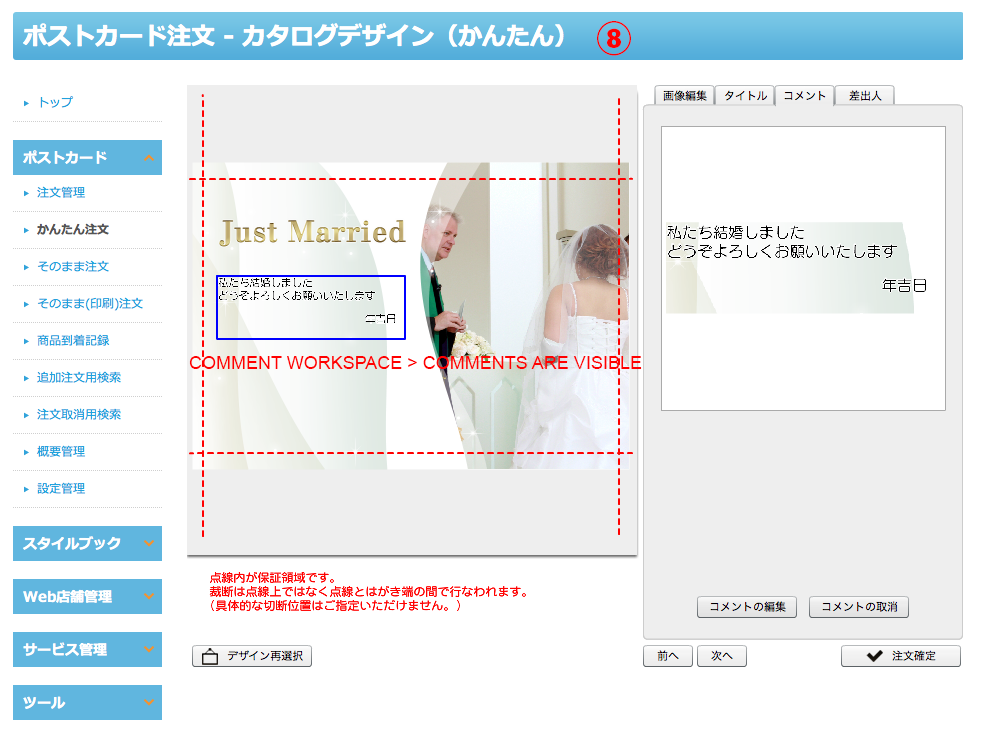 ポストカード注文 - カタログデザイン（かんたん）
8
トップ
ポストカード
注文管理
かんたん注文
そのまま注文
そのまま(印刷)注文
商品到着記録
追加注文用検索
注文取消用検索
概要管理
設定管理
スタイルブック
Web店舗管理
サービス管理
ツール
Just Married
私たち結婚しました
どうぞよろしくお願いいたします
年吉日
COMMENT WORKSPACE > COMMENTS ARE VISIBLE
点線内が保証領域です。
裁断は点線上ではなく点線とはがき端の間で行なわれます。
（具体的な切断位置はご指定いただけません。）
デザイン再選択
画像編集
タイトル
コメント
差出人
私たち結婚しました
どうぞよろしくお願いいたします
年吉日
コメントの編集
コメントの取消
前へ
次へ
注文確定